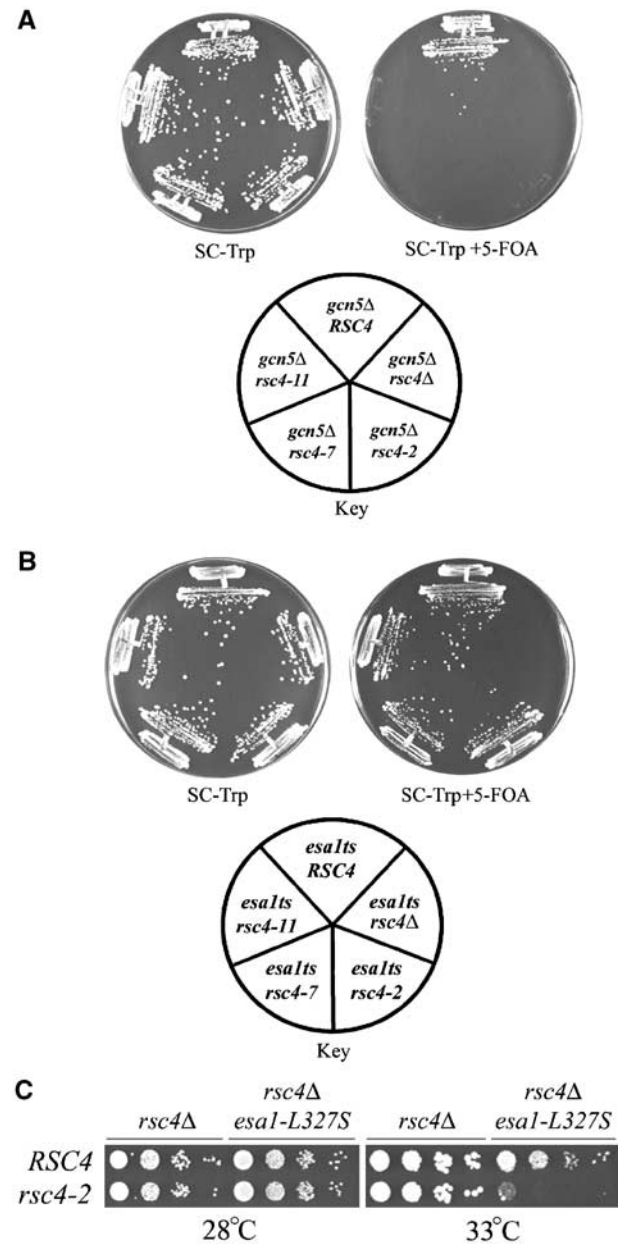 A
SC-Trp
SC-Trp +5-FOA
gcn5Δ
RSC4
gcn5Δ
rsc4-11
gcn5Δ
rsc4Δ
gcn5Δ
rsc4-7
gcn5Δ
rsc4-2
Key
B
SC-Trp
SC-Trp+5-FOA
esa1ts
RSC4
esa1ts
rsc4-11
esa1ts
rsc4Δ
esa1ts
rsc4-7
esa1ts
rsc4-2
Key
C
rsc4Δ
rsc4Δ
esa1-L327S
rsc4Δ
rsc4Δ
esa1-L327S
RSC4
rsc4-2
28°C
33°C